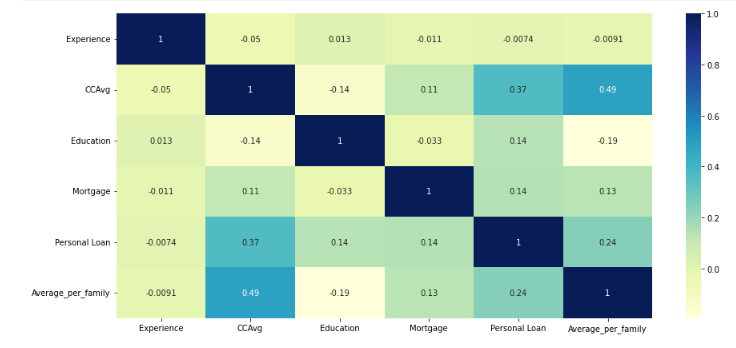 1.0
Experience 1 -0.05 0.013 -0.011 -0.0074 -0.0091
0.8
CCAvg -0.05 1 -0.14 0.11 0.37 0.49
0.6
Education 0.013 -0.14 1 -0.033 0.14 -0.19
0.4
Mortgage -0.011 0.11 -0.033 1 0.14 0.13
0.2
Personal Loan -0.0074 0.37 0.14 0.14 1 0.24
0.0
Average_per_family -0.0091 0.49 -0.19 0.13 0.24 1
Experience CCAvg Education Mortgage Personal Loan Average_per_family